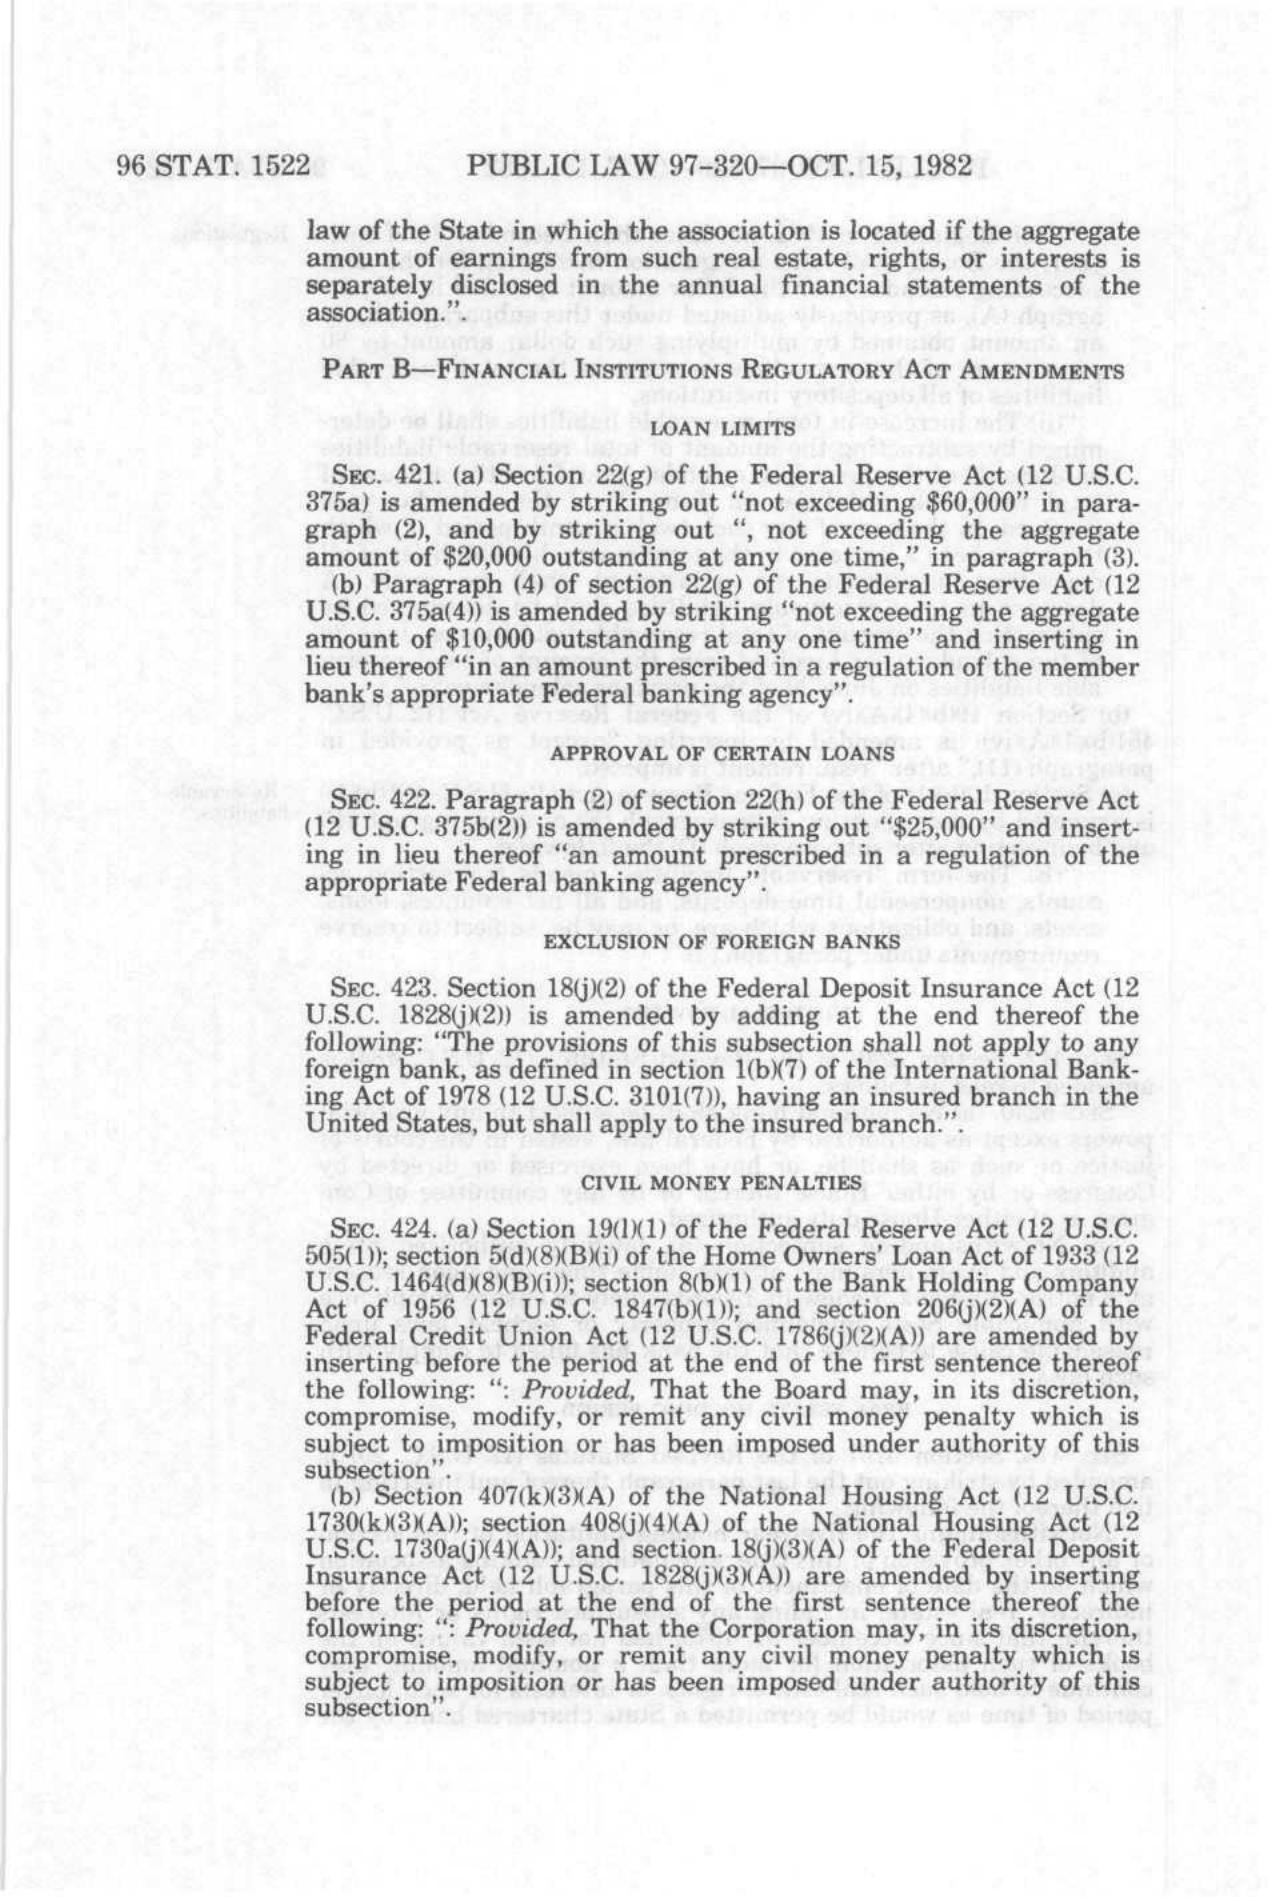 96 STAT. 1522 PUBLIC LAW 97-320—OCT. 15, 1982
law of the State in which the association is located if the aggregate
amount of earnings from such real estate, rights, or interests is
separately disclosed in the annual financial statements of the
association.”.
PART B—FINANCIAL INSTITUTIONS REGULATORY ACT AMENDMENTS
LOAN LIMITS
SEC. 421. (a) Section 22(g) of the Federal Reserve Act (12 U.S.C.
375a) is amended by striking out “not exceeding $60,000” in para-
graph (2), and by striking out “, not exceeding the aggregate
amount of $20,000 outstanding at any one time,” in paragraph (3).
(b) Paragraph (4) of section 22(g) of the Federal Reserve Act (12
U.S.C. 375a(4)) is amended by striking “not exceeding the aggregate
amount of $10,000 outstanding at any one time” and inserting in
lieu thereof “in an amount prescribed in a regulation of the member
bank’s appropriate Federal banking agency”.
APPROVAL OF CERTAIN LOANS
SEC. 422. Paragraph (2) of section 22(h) of the Federal Reserve Act
(12 U.S.C. 375b(2)) is amended by striking out “$25,000” and insert-
ing in lieu thereof “an amount prescribed in a regulation of the
appropriate Federal banking agency”.
EXCLUSION OF FOREIGN BANKS
SEC. 423. Section 18(j)(2) of the Federal Deposit Insurance Act (12
U.S.C. 1828(j)(2)) is amended by adding at the end thereof the
following: “The provisions of this subsection shall not apply to any
foreign bank, as defined in section 1(b)(7) of the International Bank-
ing Act of 1978 (12 U.S.C. 3101(7)), having an insured branch in the
United States, but shall apply to the insured branch.”.
CIVIL MONEY PENALTIES
SEC. 424. (a) Section 19(l)(1) of the Federal Reserve Act (12 U.S.C.
505(1)); section 5(d)(8)(B)(i) of the Home Owners’ Loan Act of 1933 (12
U.S.C. 1464(d)(8)(B)(i)); section 8(b)(1) of the Bank Holding Company
Act of 1956 (12 U.S.C. 1847(b)(1)); and section 206(j)(2)(A) of the
Federal Credit Union Act (12 U.S.C. 1786(j)(2)(A)) are amended by
inserting before the period at the end of the first sentence thereof
the following: “: Provided, That the Board may, in its discretion,
compromise, modify, or remit any civil money penalty which is
subject to imposition or has been imposed under authority of this
subsection”
(b) Section 407(k)(3)(A) of the National Housing Act (12 U.S.C.
1730(k)(3)(A)); section 408(j)(4)(A) of the National Housing Act (12
U.S.C. 1730a(j)(4)(A)); and section 18(j)(3)(A) of the Federal Deposit
Insurance Act (12 U.S.C. 1828(j)(3)(A)) are amended by inserting
before the period at the end of the first sentence thereof the
following: “: Provided, That the Corporation may, in its discretion,
compromise, modify, or remit any civil money penalty which is
subject to imposition or has been imposed under authority of this
subsection”.